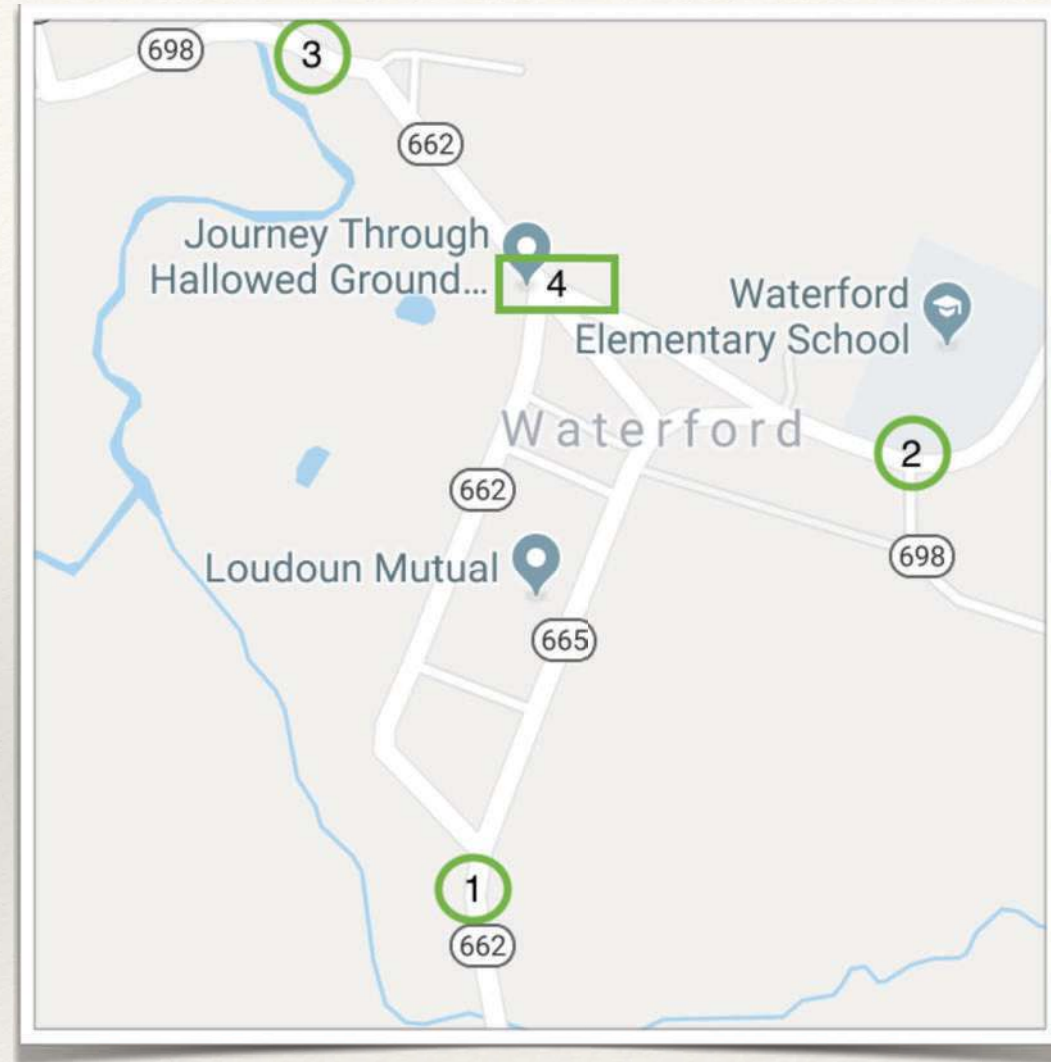 698
3
662
Journey Through
Hallowed Ground...
4
Waterford
Elementary School
Waterford
2
662
698
Loudoun Mutual
665
1
662